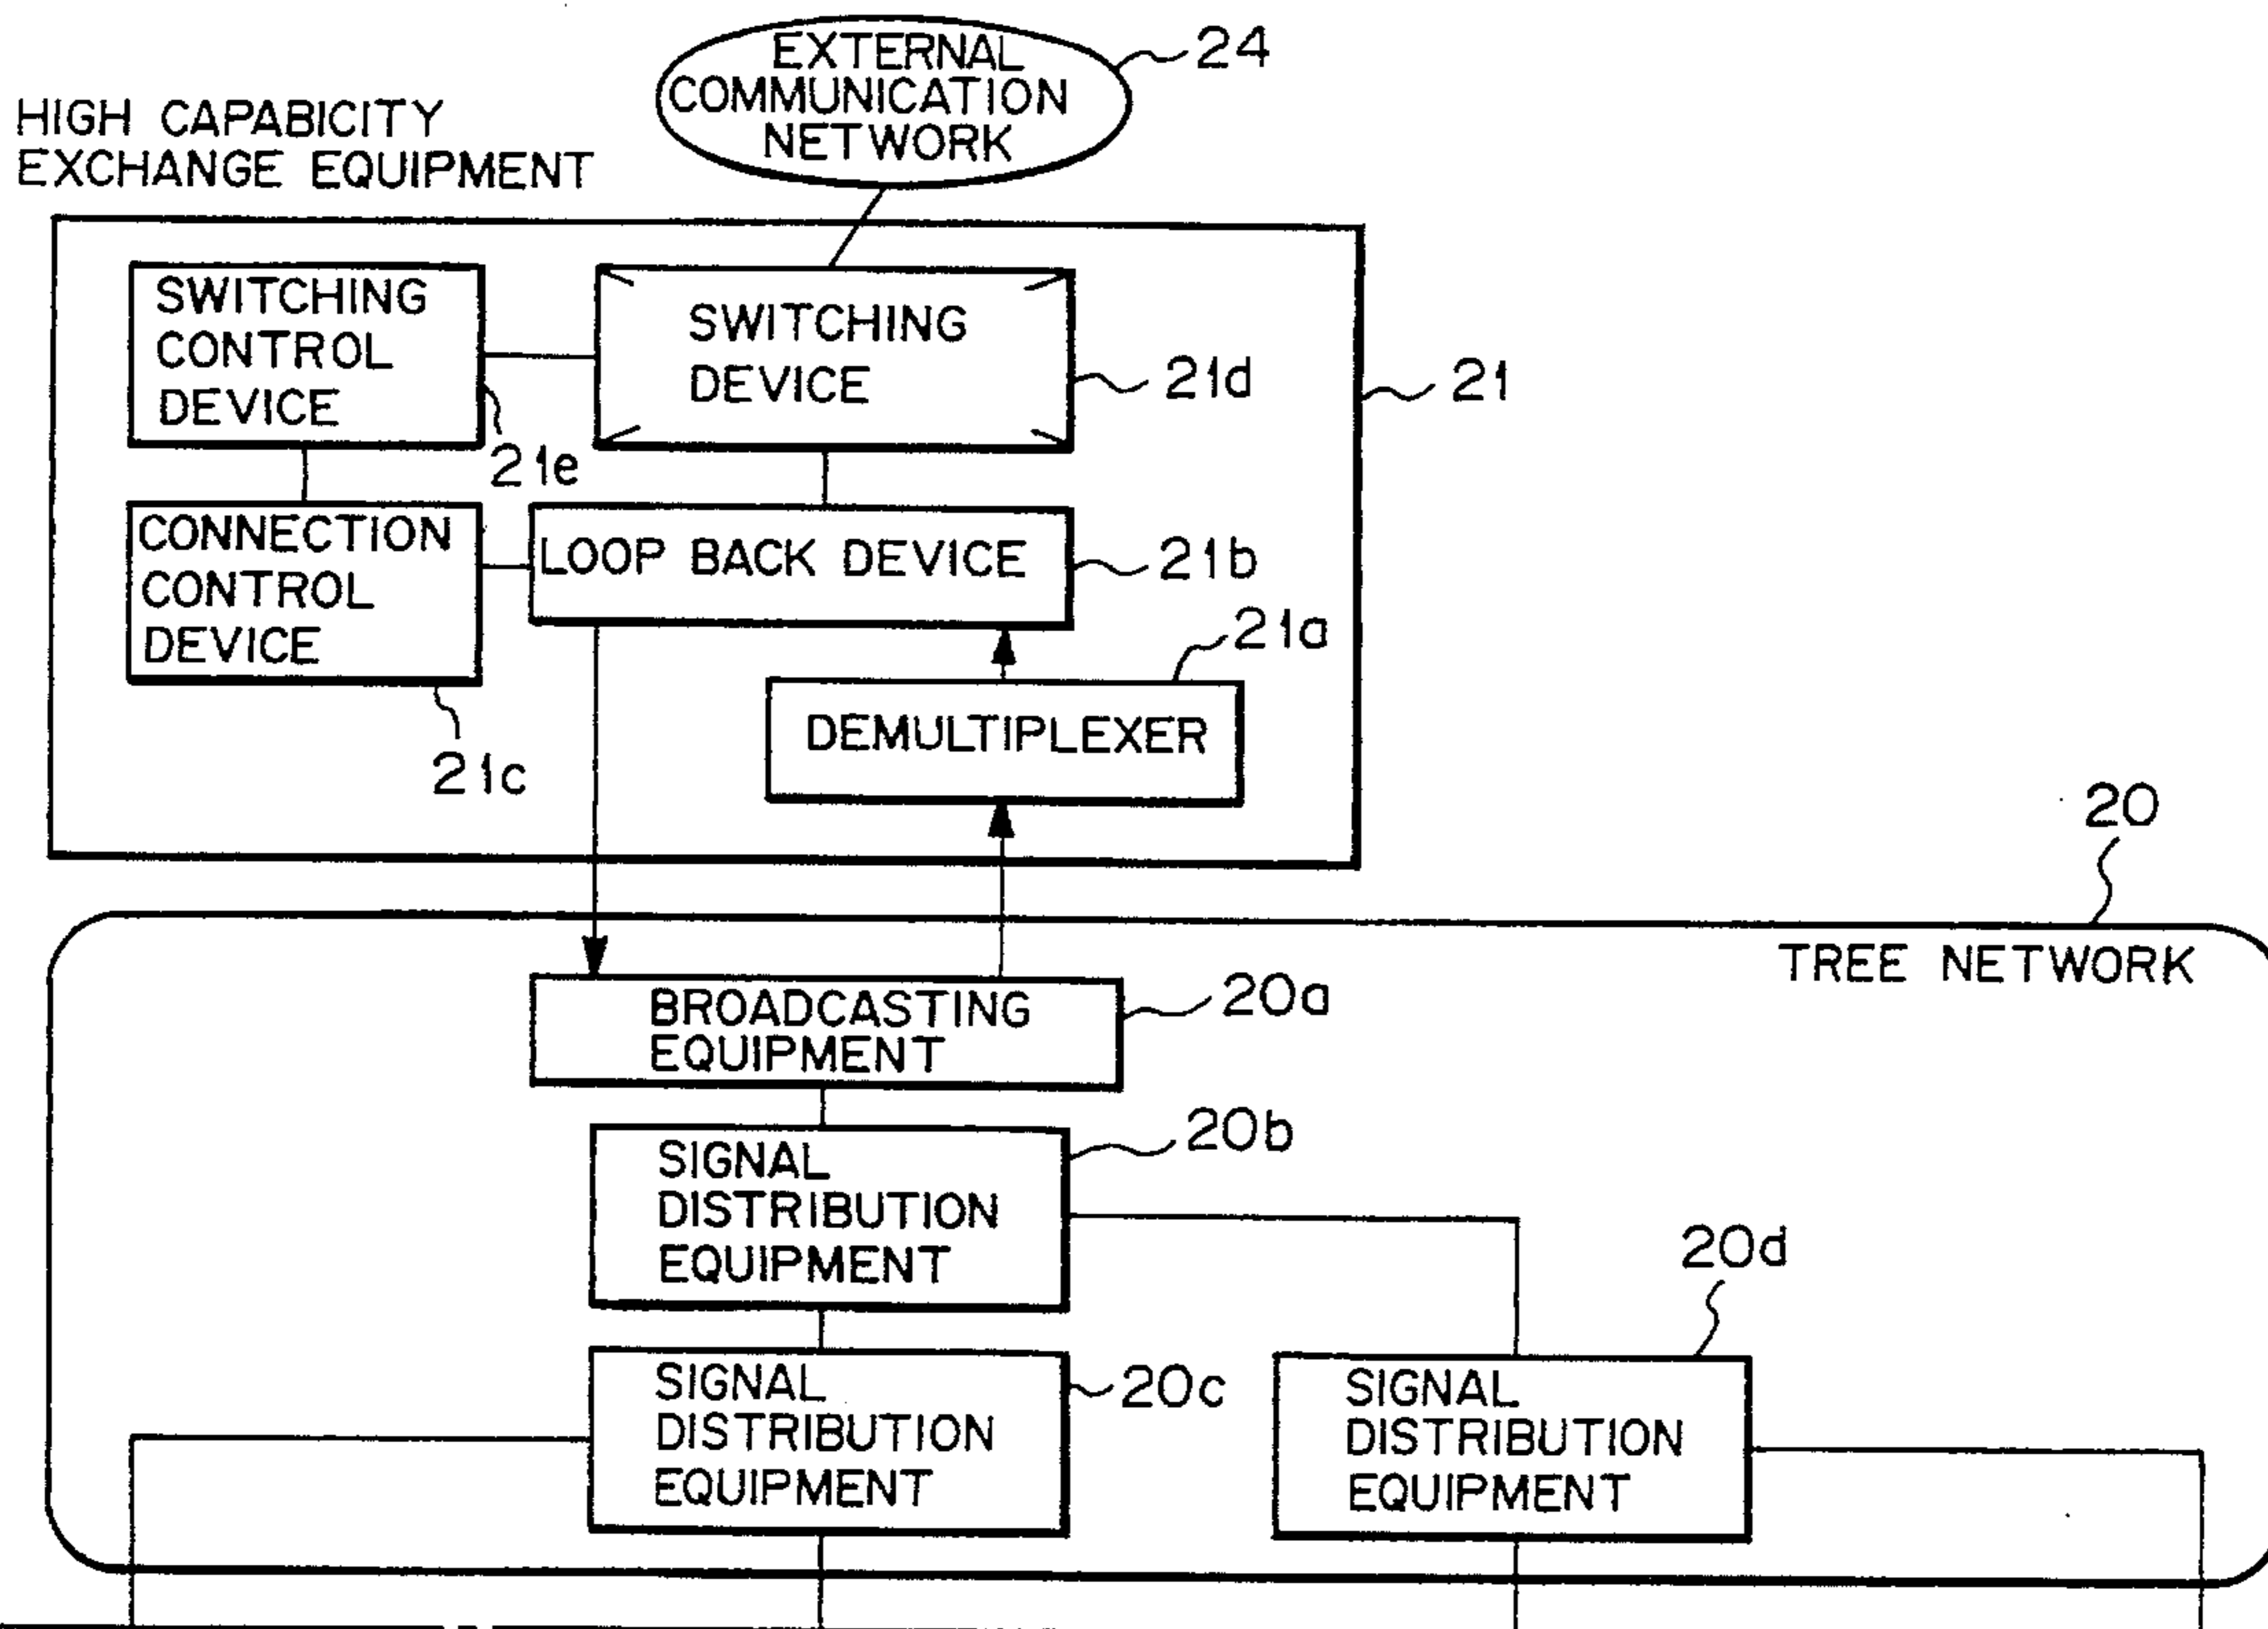 EXTERNAL
COMMUNICATION
NETWORK
24
HIGH CAPABICITY
EXCHANGE EQUIPMENT
SWITCHING
CONTROL
DEVICE
21e
SWITCHING
DEVICE
21d
21
CONNECTION
CONTROL
DEVICE
21c
LOOP BACK DEVICE
21b
21a
DEMULTIPLEXER
20
TREE NETWORK
BROADCASTING
EQUIPMENT
20a
SIGNAL
DISTRIBUTION
EQUIPMENT
20b
SIGNAL
DISTRIBUTION
EQUIPMENT
20c
20d
SIGNAL
DISTRIBUTION
EQUIPMENT